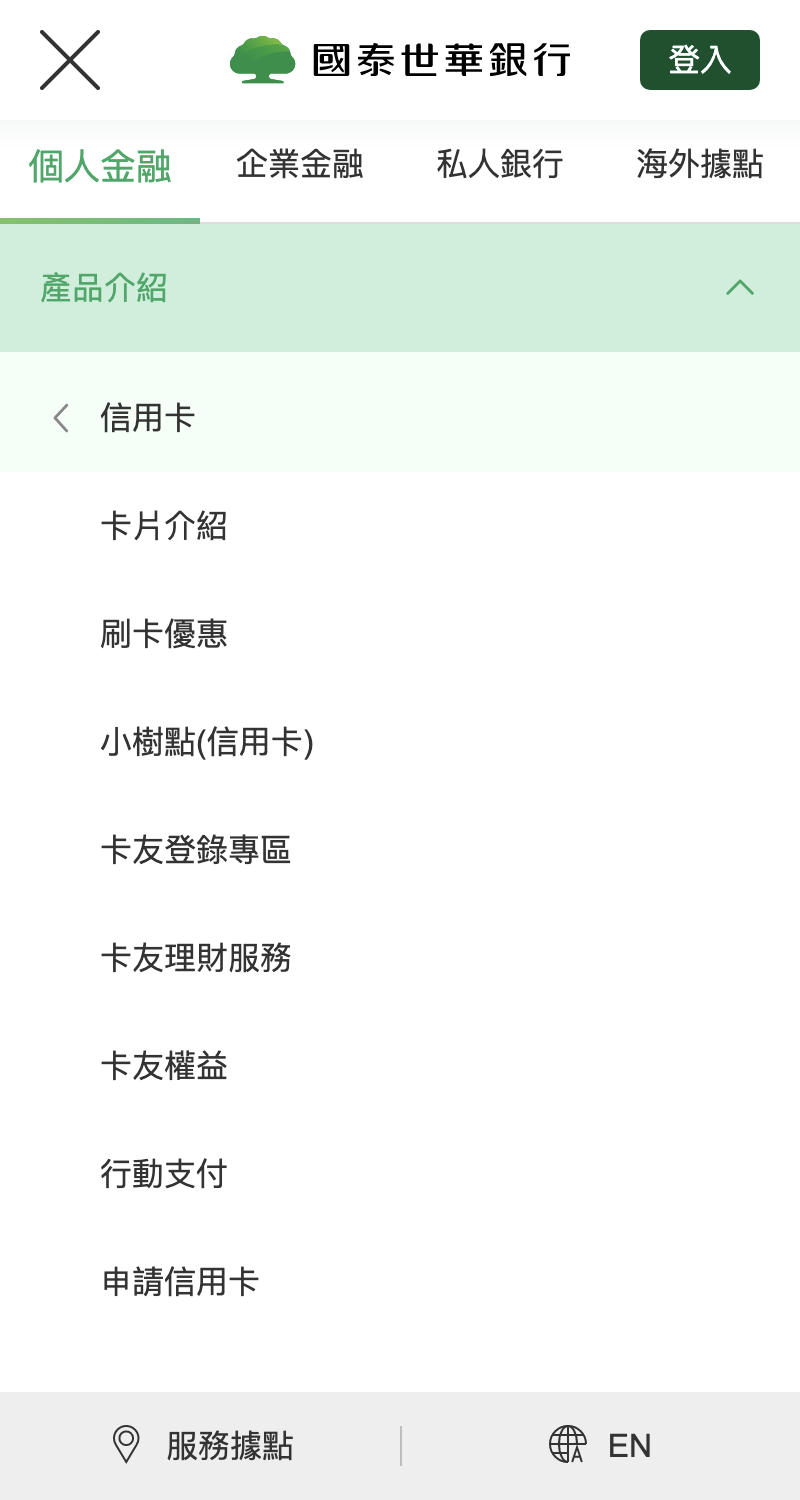 國泰世華銀行
登入
個人金融 企業金融 私人銀行 海外據點
產品介紹
信用卡
卡片介紹
刷卡優惠
小樹點(信用卡)
卡友登錄專區
卡友理財服務
卡友權益
行動支付
申請信用卡
服務據點
EN